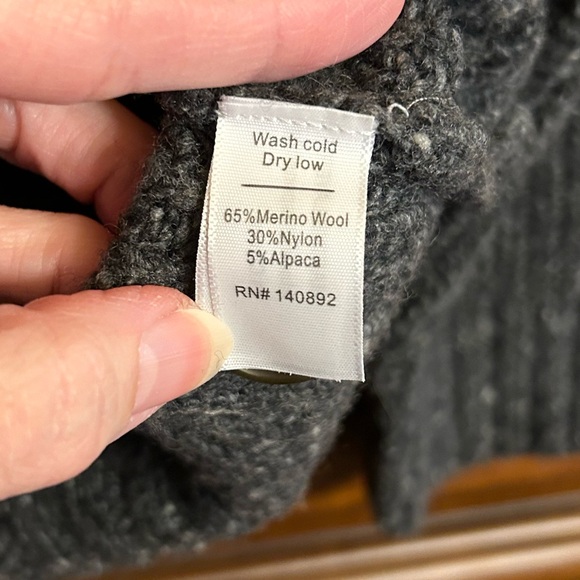 Wash cold
Dry low
65%Merino Wool
30%Nylon
5%Alpaca
RN# 140892